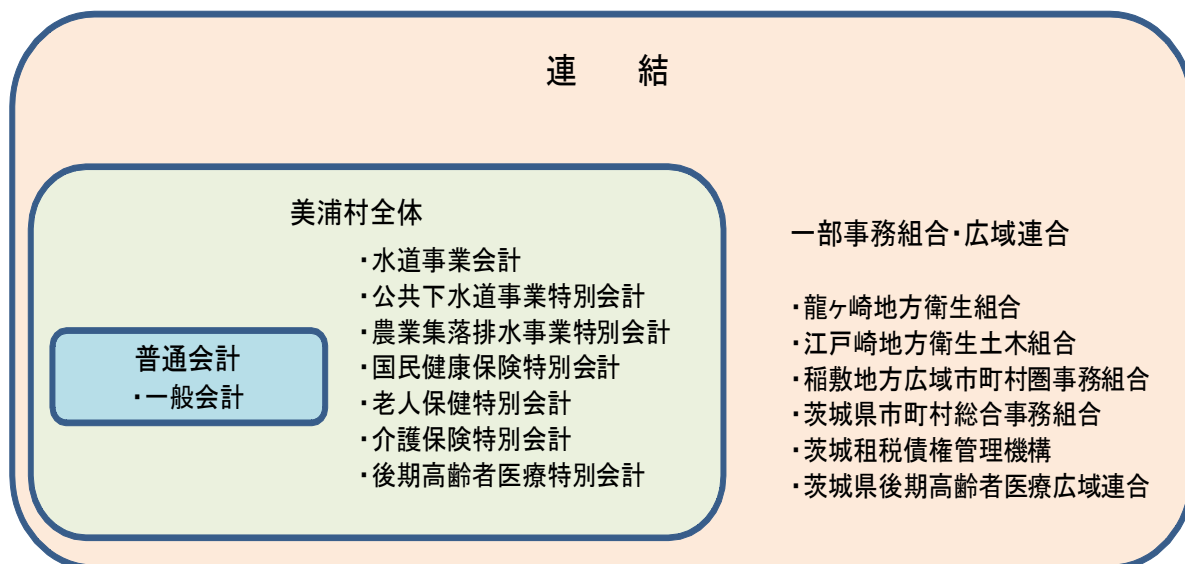 連　　結
美浦村全体
・水道事業会計
・公共下水道事業特別会計
・農業集落排水事業特別会計
・国民健康保険特別会計
・老人保健特別会計
・介護保険特別会計
・後期高齢者医療特別会計
普通会計
・一般会計
一部事務組合・広域連合
・龍ヶ崎地方衛生組合
・江戸崎地方衛生土木組合
・稲敷地方広域市町村圏事務組合
・茨城県市町村総合事務組合
・茨城租税債権管理機構
・茨城県後期高齢者医療広域連合